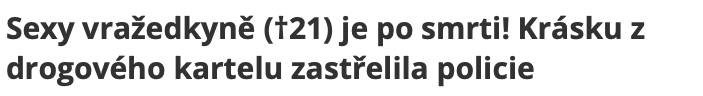 Sexy vražedkyně (†21) je po smrti! Krásku z
drogového kartelu zastřelila policie